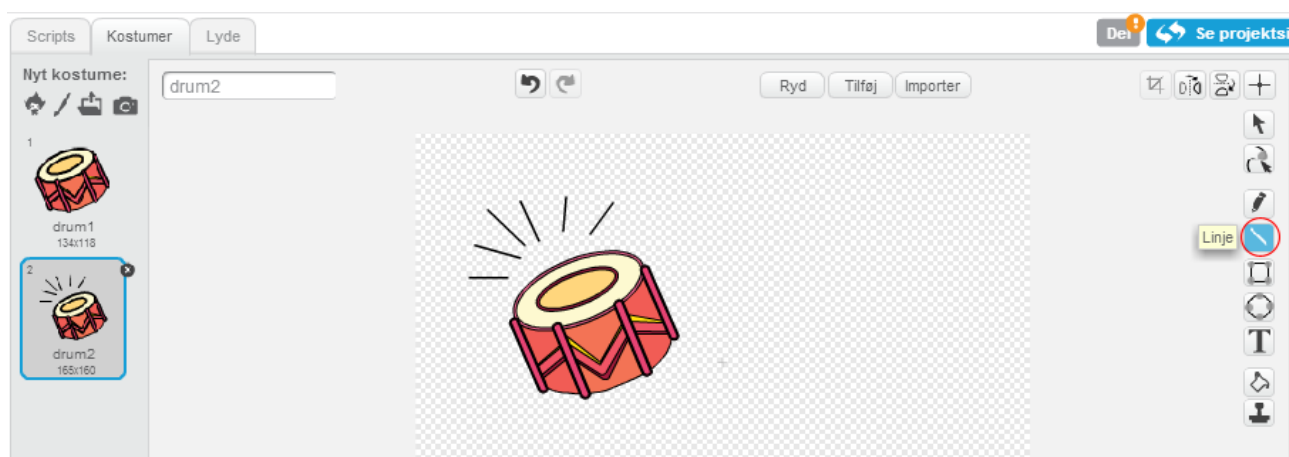 Scripts Kostumer Lyde Del ! Se projektsi
Nyt kostume:
drum2 Ryd Tilføj Importer
1
drum1
134x118
Linje
2
drum2
165x160
T